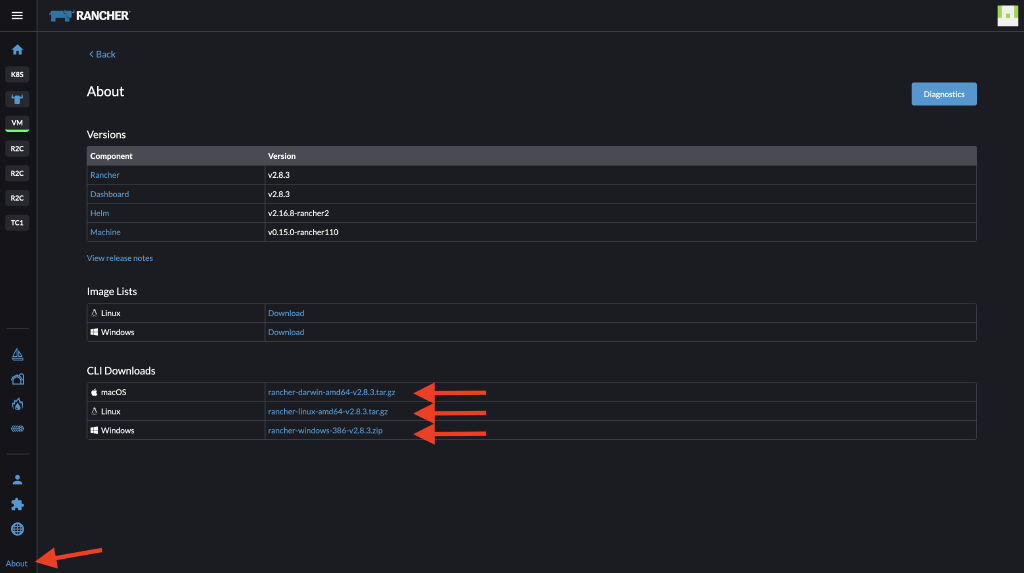 RANCHER
K8S
VM
R2C
R2C
R2C
TC1
About
< Back
About
Diagnostics
Versions
Component Version
Rancher v2.8.3
Dashboard v2.8.3
Helm v2.16.8-rancher2
Machine v0.15.0-rancher110
View release notes
Image Lists
Linux Download
Windows Download
CLI Downloads
macOS rancher-darwin-amd64-v2.8.3.tar.gz
Linux rancher-linux-amd64-v2.8.3.tar.gz
Windows rancher-windows-386-v2.8.3.zip